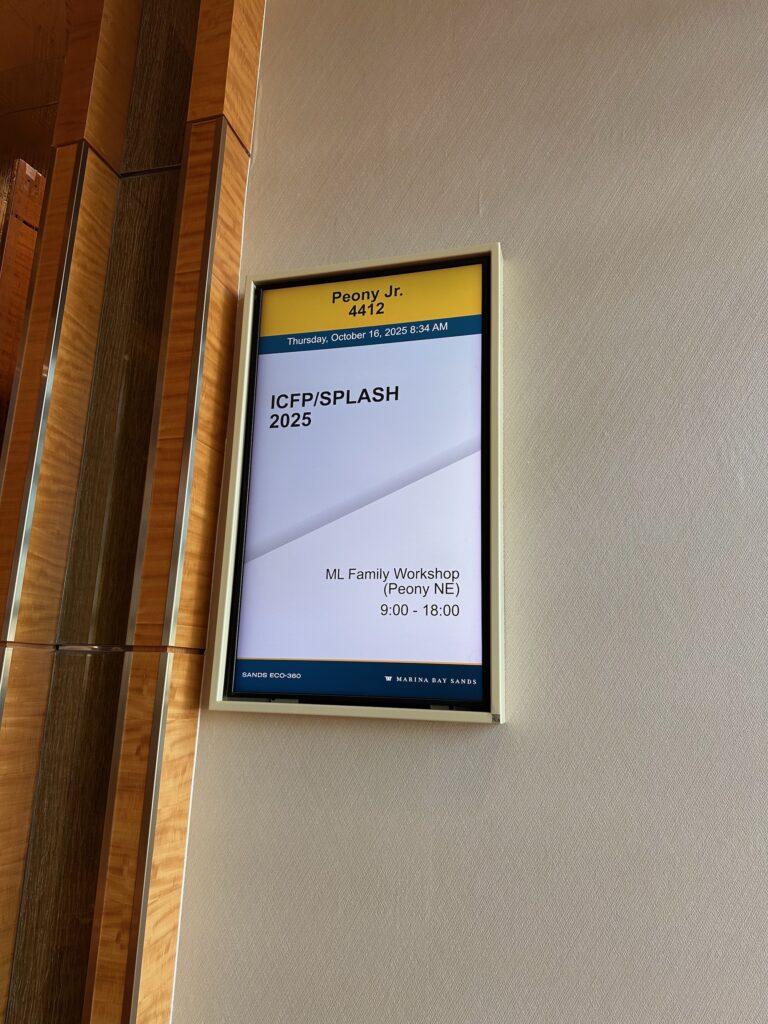 Peony Jr.
4412
Thursday, October 16, 2025 8:34 AM
ICFP/SPLASH
2025
ML Family Workshop
(Peony NE)
9:00 - 18:00
SANDS ECO-360
MARINA BAY SANDS